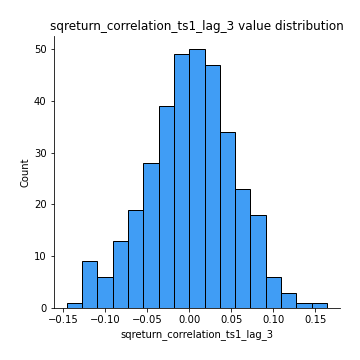 sqreturn_correlation_ts1_lag_3 value distribution
50
40
30
20
10
0
Count
−0.15 −0.10 −0.05 0.00 0.05 0.10 0.15
sqreturn_correlation_ts1_lag_3